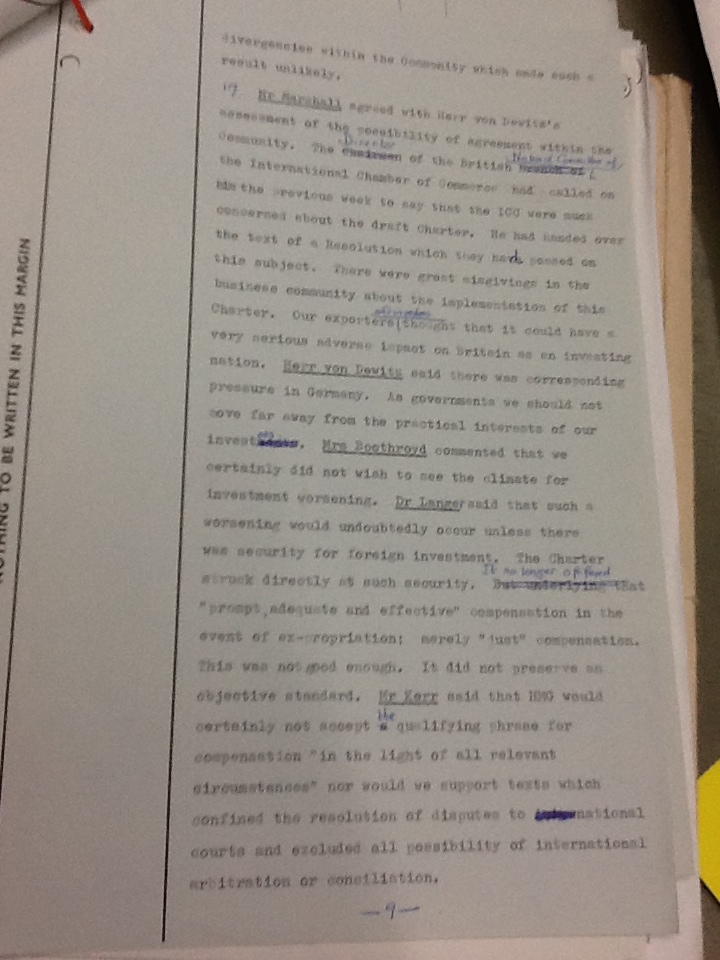 divergencies within the Community which made such a
result unlikely.
19 Mr Marshall agreed with Herr von Dewitz's
assessment of the possibility of agreement within the
Director National Committee of
Community. The chairman of the British branch of
the International Chamber of Commerce had called on
him the previous week to say that the ICC were much
concerned about the draft Charter. He had handed over
the text of a Resolution which they had passed on
this subject. There were great misgivings in the
business community about the implementation of this
Charter. Our exporters thought that it could have a
very serious adverse impact on Britain as an investing
nation. Herr von Dewitz said there was corresponding
pressure in Germany. As governments we should not
move far away from the practical interests of our
investors. Mrs Boothroyd commented that we
certainly did not wish to see the climate for
investment worsening. Dr Langer said that such a
worsening would undoubtedly occur unless there
was security for foreign investment. The Charter
It no longer offered
struck directly at such security. But underlying that
"prompt, adequate and effective" compensation in the
event of ex-ropriation; merely "just" compensation.
This was not good enough. It did not preserve an
objective standard. Mr Kerr said that HMG would
the
certainly not accept a qualifying phrase for
compensation "in the light of all relevant
circumstances" nor would we support texts which
confined the resolution of disputes to national
courts and excluded all possibility of international
arbitration or conciliation.
— 9 —
NOTHING TO BE WRITTEN IN THIS MARGIN